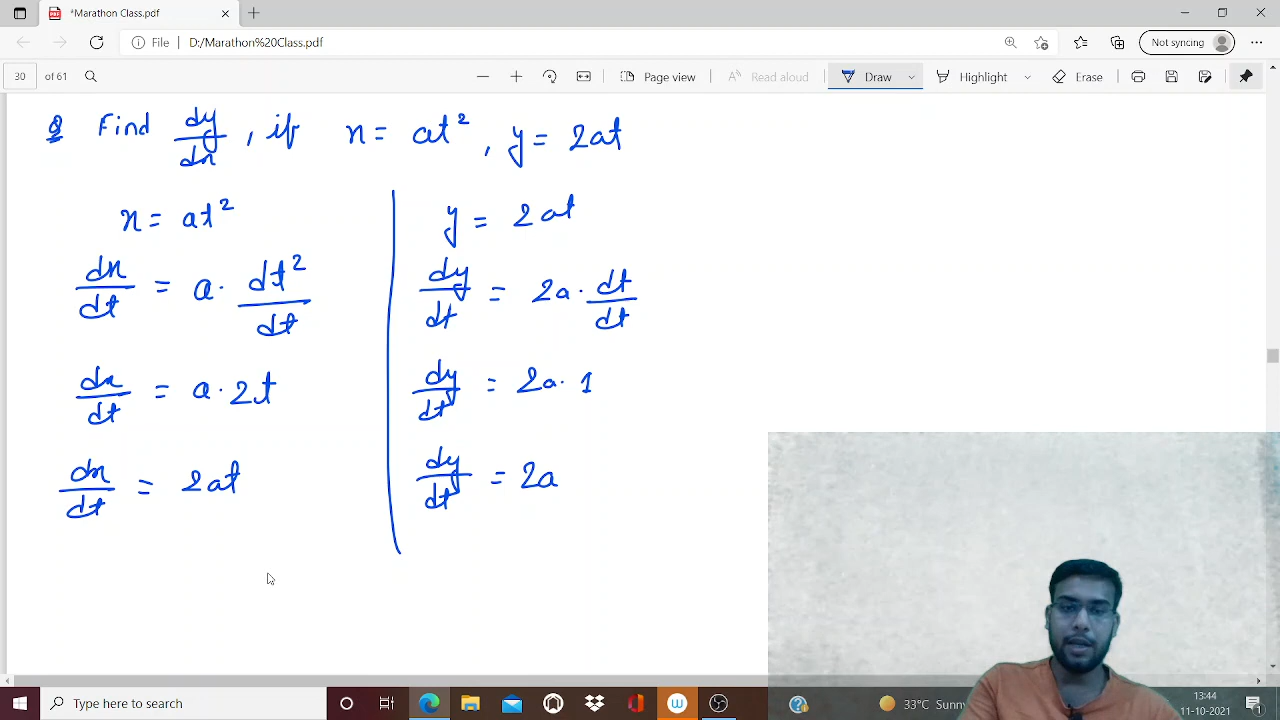 *Marathon Class.pdf
File D:/Marathon%20Class.pdf
Not syncing
30 of 61
Page view
Read aloud
Draw
Highlight
Erase
Q Find dy/dx, if x = at², y = 2at
x = at²
dx/dt = a · dt²/dt
dx/dt = a · 2t
dx/dt = 2at
y = 2at
dy/dt = 2a · dt/dt
dy/dt = 2a · 1
dy/dt = 2a
Type here to search
33°C Sunny
13:44
11-10-2021